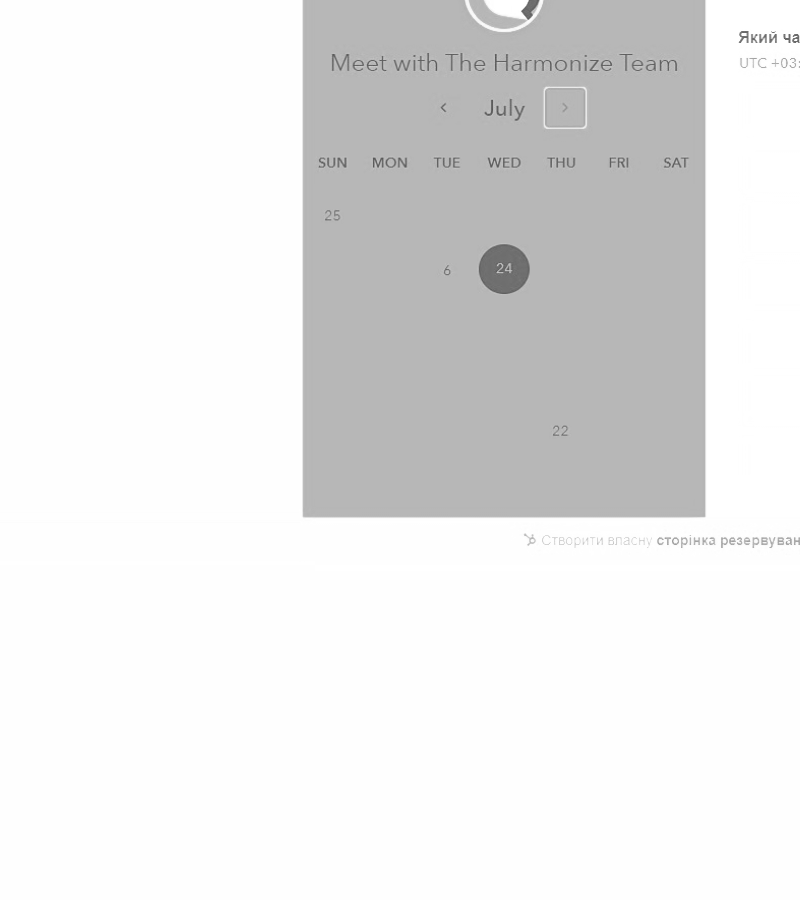 Meet with The Harmonize Team
July
SUN MON TUE WED THU FRI SAT
25
6 24
22
Який ча
UTC +03:
Створити власну сторінка резервуван